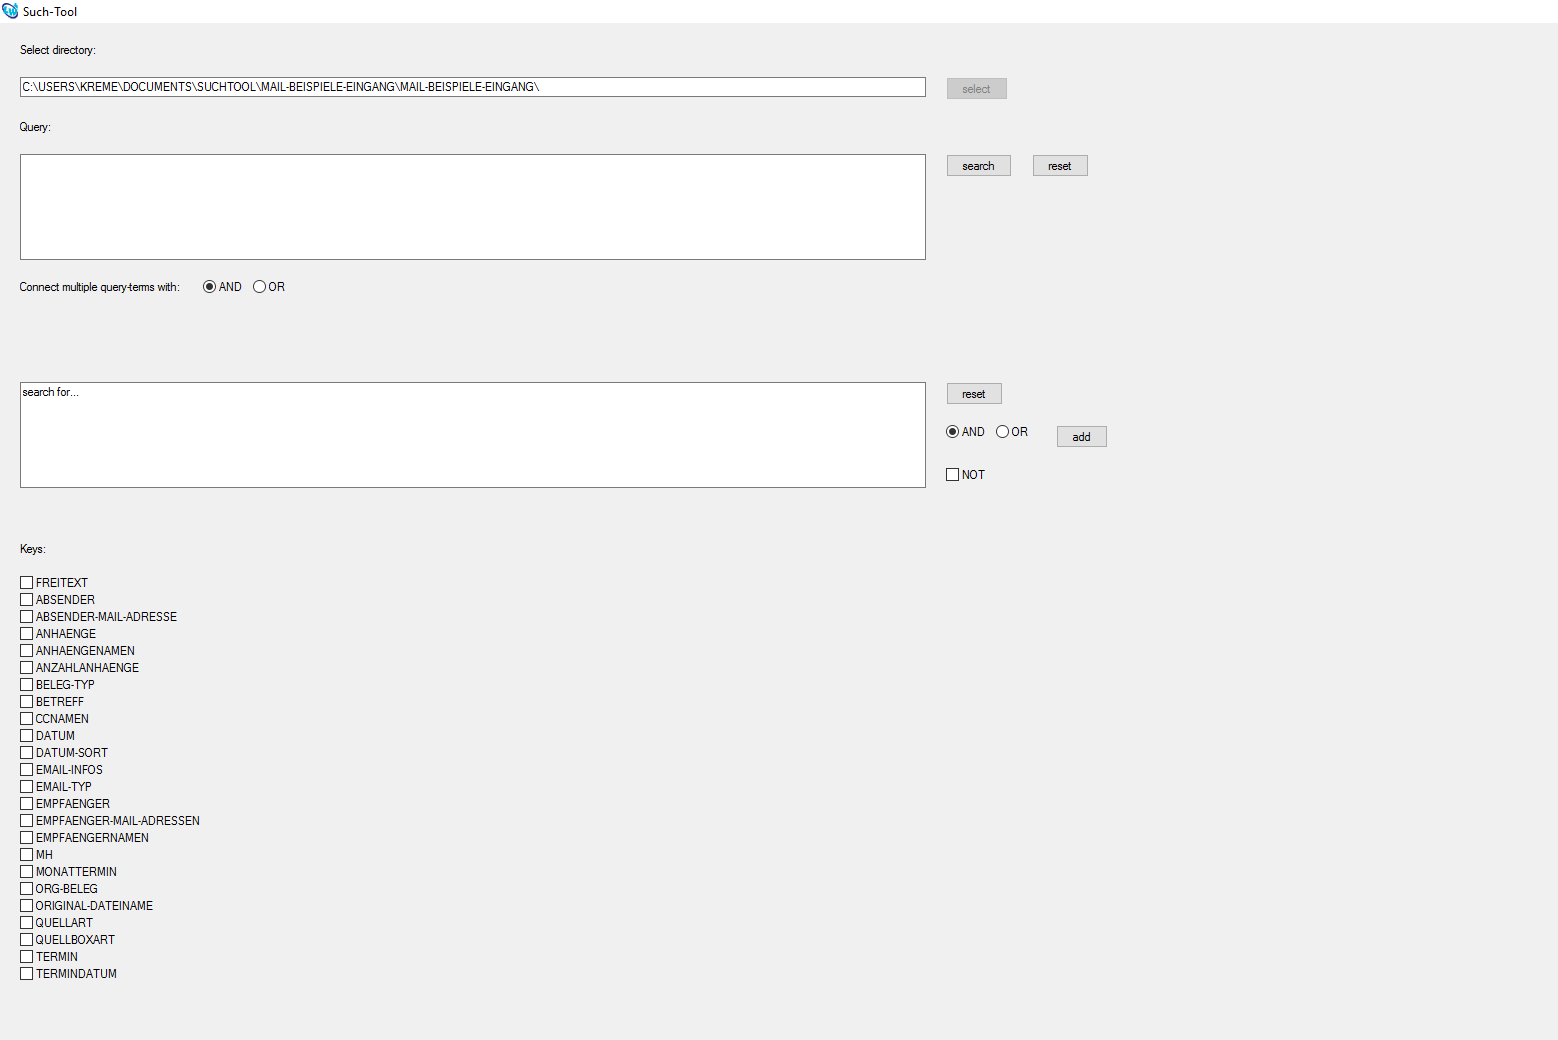 Such-Tool
Select directory:
C:\USERS\KREME\DOCUMENTS\SUCHTOOL\MAIL-BEISPIELE-EINGANG\MAIL-BEISPIELE-EINGANG\
select
Query:
search
reset
Connect multiple query-terms with:
AND
OR
search for...
reset
AND
OR
add
NOT
Keys:
FREITEXT
ABSENDER
ABSENDER-MAIL-ADRESSE
ANHAENGE
ANHAENGENAMEN
ANZAHLANHAENGE
BELEG-TYP
BETREFF
CCNAMEN
DATUM
DATUM-SORT
EMAIL-INFOS
EMAIL-TYP
EMPFAENGER
EMPFAENGER-MAIL-ADRESSEN
EMPFAENGERNAMEN
MH
MONATTERMIN
ORG-BELEG
ORIGINAL-DATEINAME
QUELLART
QUELLBOXART
TERMIN
TERMINDATUM